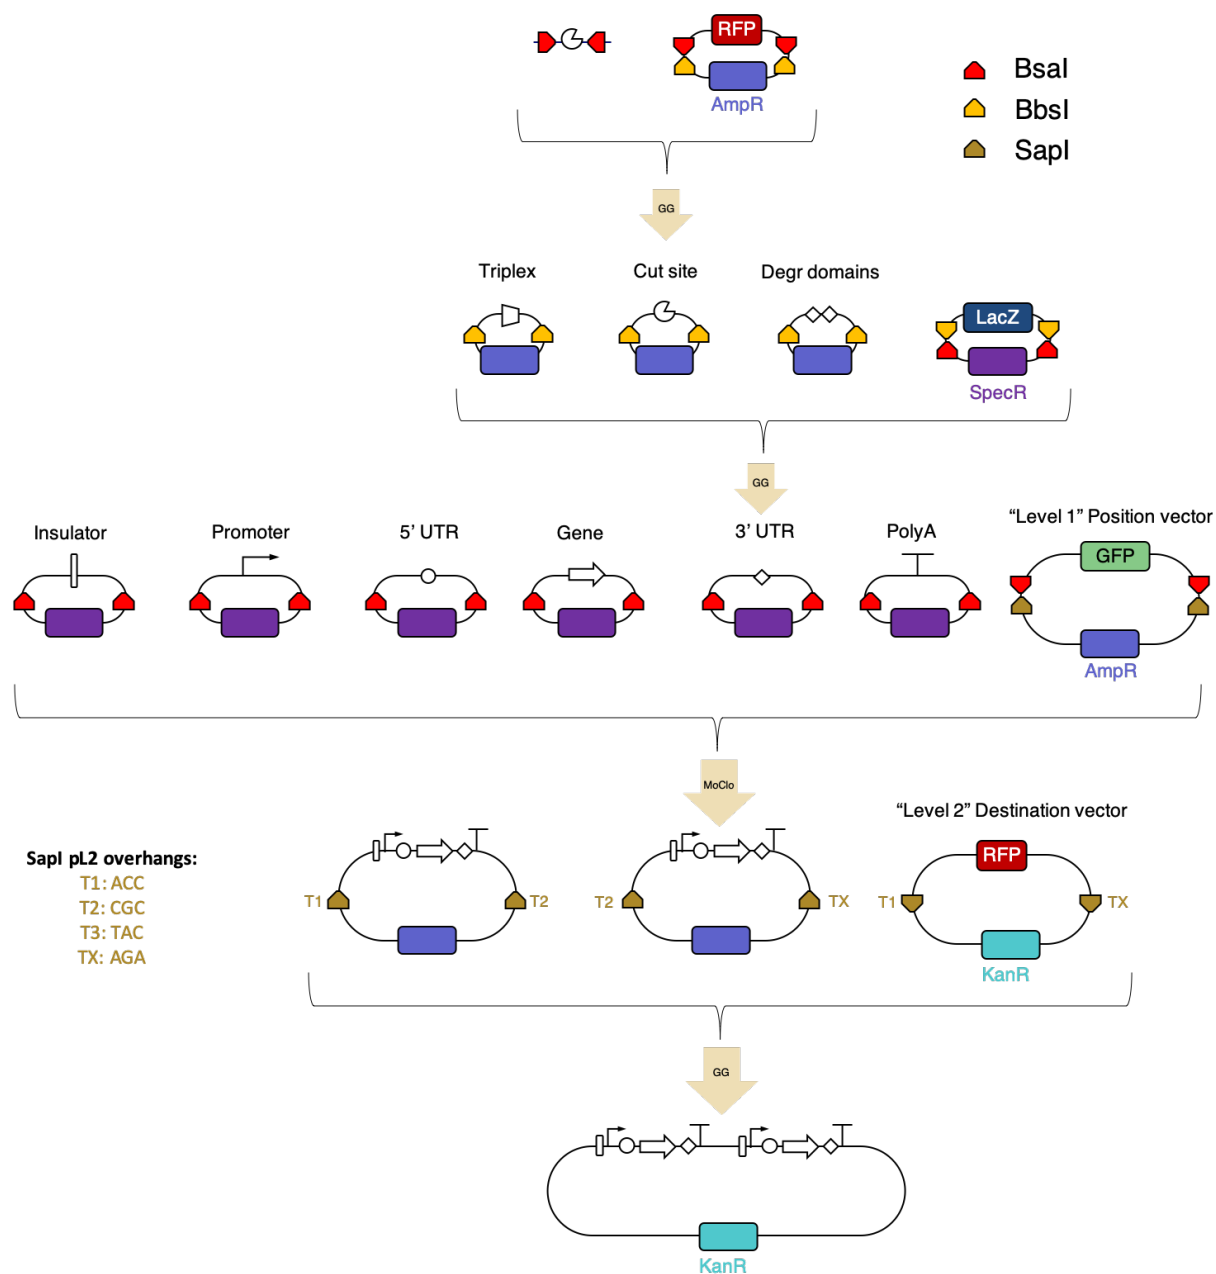 RFP
AmpR
BsaI
BbsI
SapI
GG
Triplex
Cut site
Degr domains
LacZ
SpecR
GG
Insulator
Promoter
5' UTR
Gene
3' UTR
PolyA
“Level 1” Position vector
GFP
AmpR
MoClo
“Level 2” Destination vector
SapI pL2 overhangs:
T1: ACC
T2: CGC
T3: TAC
TX: AGA
T1
T2
T2
TX
RFP
T1
TX
KanR
GG
KanR